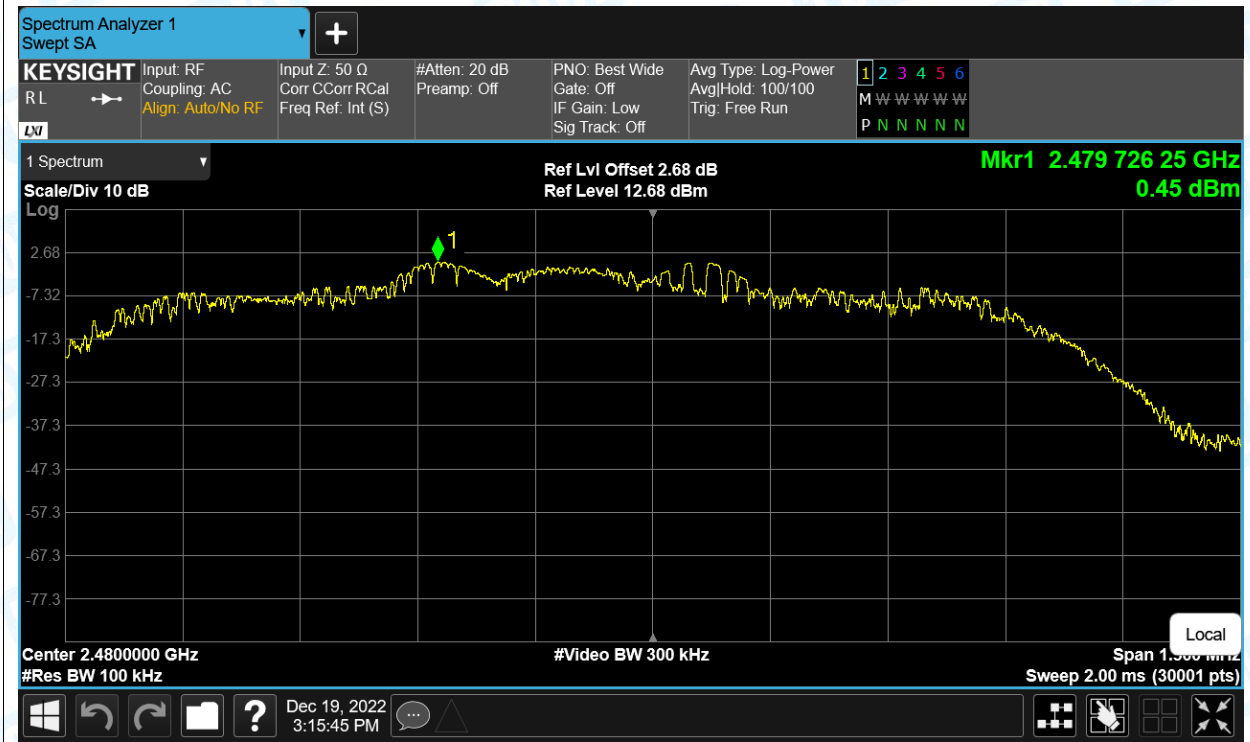 Spectrum Analyzer 1
Swept SA
KEYSIGHT
R L
LXI
Input: RF
Coupling: AC
Align: Auto/No RF
Input Z: 50 Ω
Corr CCorr RCal
Freq Ref: Int (S)
#Atten: 20 dB
Preamp: Off
PNO: Best Wide
Gate: Off
IF Gain: Low
Sig Track: Off
Avg Type: Log-Power
Avg|Hold: 100/100
Trig: Free Run
1 2 3 4 5 6
M W W W W W
P N N N N N
1 Spectrum
Scale/Div 10 dB
Log
Ref Lvl Offset 2.68 dB
Ref Level 12.68 dBm
Mkr1 2.479 726 25 GHz
0.45 dBm
1
2.68
-7.32
-17.3
-27.3
-37.3
-47.3
-57.3
-67.3
-77.3
Local
Center 2.4800000 GHz
#Video BW 300 kHz
Span
#Res BW 100 kHz
Sweep 2.00 ms (30001 pts)
?
Dec 19, 2022
3:15:45 PM